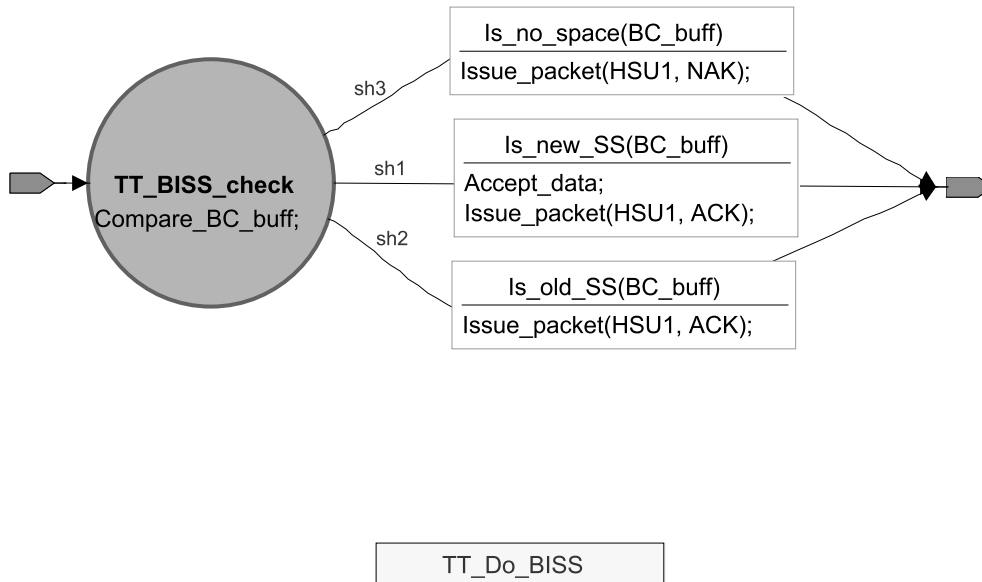 Is_no_space(BC_buff)
Issue_packet(HSU1, NAK);
sh3
Is_new_SS(BC_buff)
sh1
TT_BISS_check
Accept_data;
Compare_BC_buff;
Issue_packet(HSU1, ACK);
sh2
Is_old_SS(BC_buff)
Issue_packet(HSU1, ACK);
TT_Do_BISS